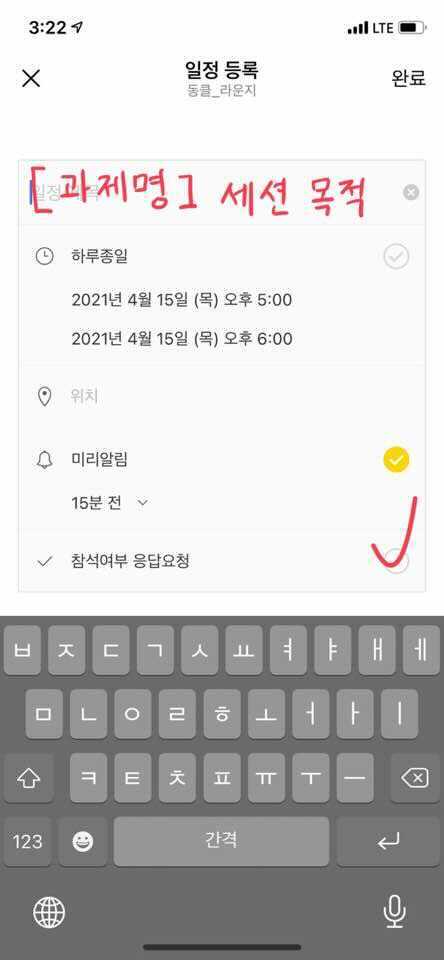 3:22 LTE
일정 등록
동클_라운지
완료
[과제명] 세션 목적
하루종일
2021년 4월 15일 (목) 오후 5:00
2021년 4월 15일 (목) 오후 6:00
위치
미리알림
15분 전
참석여부 응답요청
ㅂ ㅈ ㄷ ㄱ ㅅ ㅛ ㅕ ㅑ ㅐ ㅔ
ㅁ ㄴ ㅇ ㄹ ㅎ ㅗ ㅓ ㅏ ㅣ
ㅋ ㅌ ㅊ ㅍ ㅠ ㅜ ㅡ
123 간격